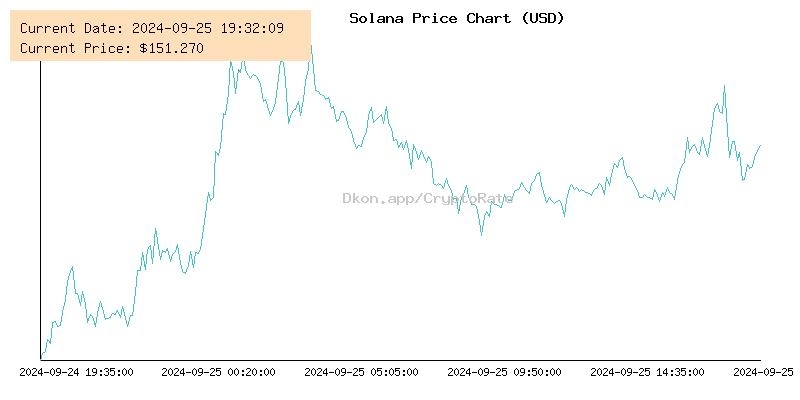 Solana Price Chart (USD)
Current Date: 2024-09-25 19:32:09
Current Price: $151.270
Dkon.app/CryptoRate
2024-09-24 19:35:00
2024-09-25 00:20:00
2024-09-25 05:05:00
2024-09-25 09:50:00
2024-09-25 14:35:00
2024-09-25